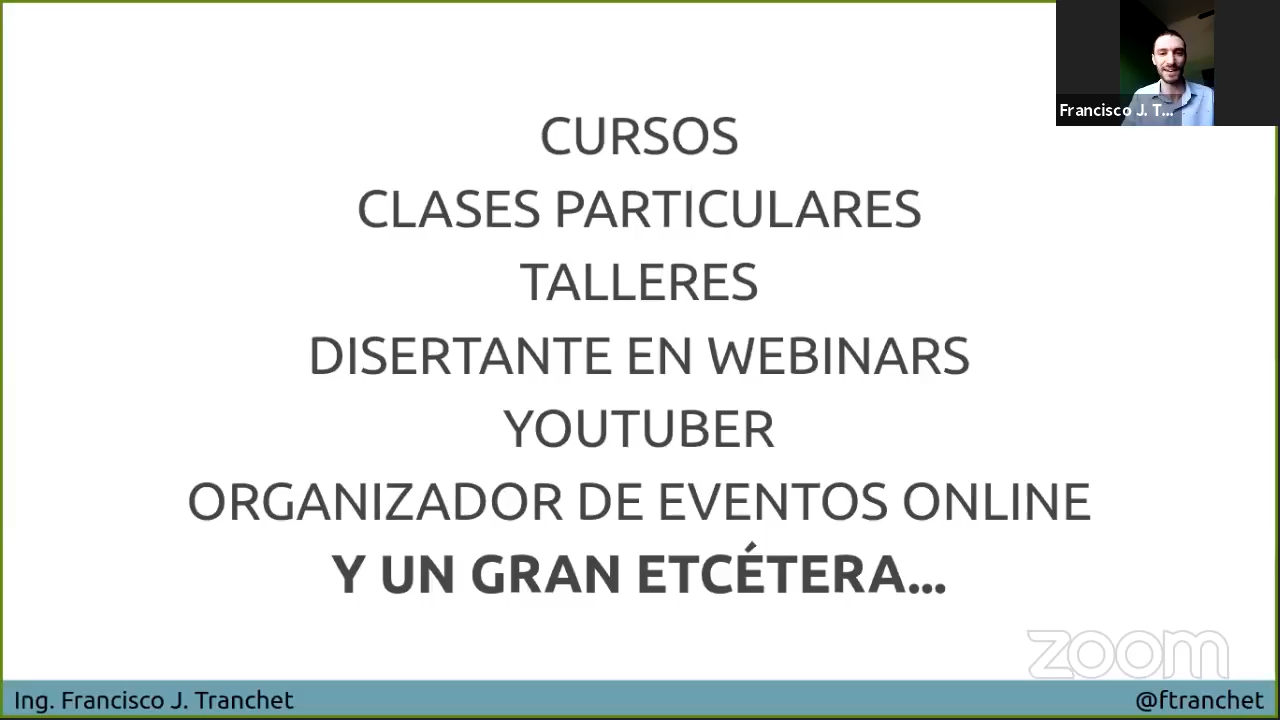 Francisco J. T...
CURSOS
CLASES PARTICULARES
TALLERES
DISERTANTE EN WEBINARS
YOUTUBER
ORGANIZADOR DE EVENTOS ONLINE
Y UN GRAN ETCÉTERA...
zoom
Ing. Francisco J. Tranchet
@ftranchet